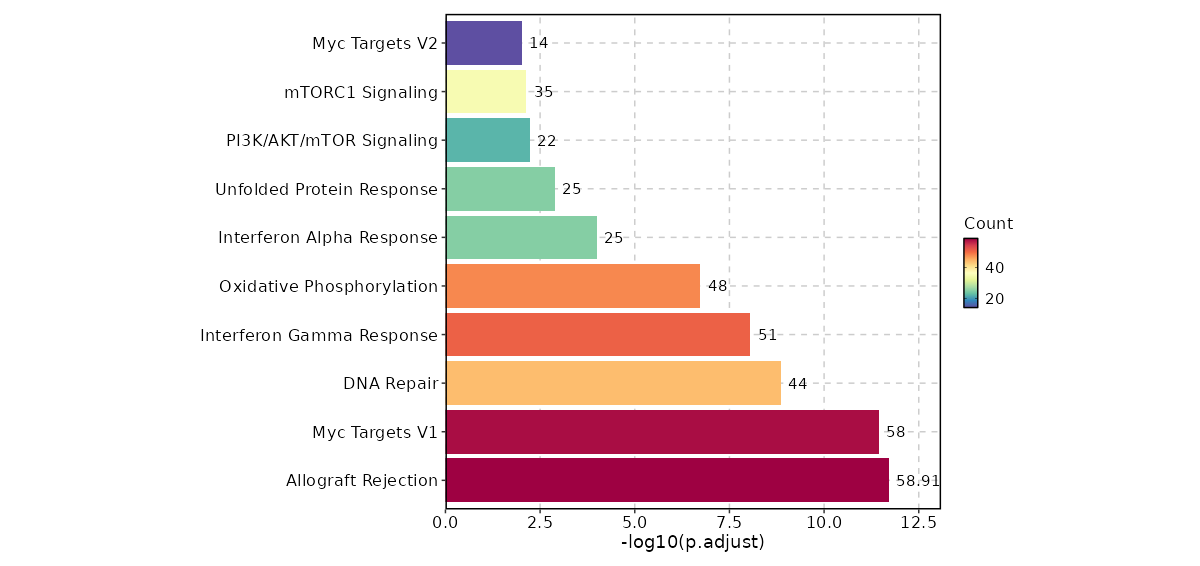 Myc Targets V2
14
mTORC1 Signaling
35
PI3K/AKT/mTOR Signaling
22
Unfolded Protein Response
25
Interferon Alpha Response
25
Oxidative Phosphorylation
48
Interferon Gamma Response
51
DNA Repair
44
Myc Targets V1
58
Allograft Rejection
58.91
0.0 2.5 5.0 7.5 10.0 12.5
-log10(p.adjust)
Count
40
20